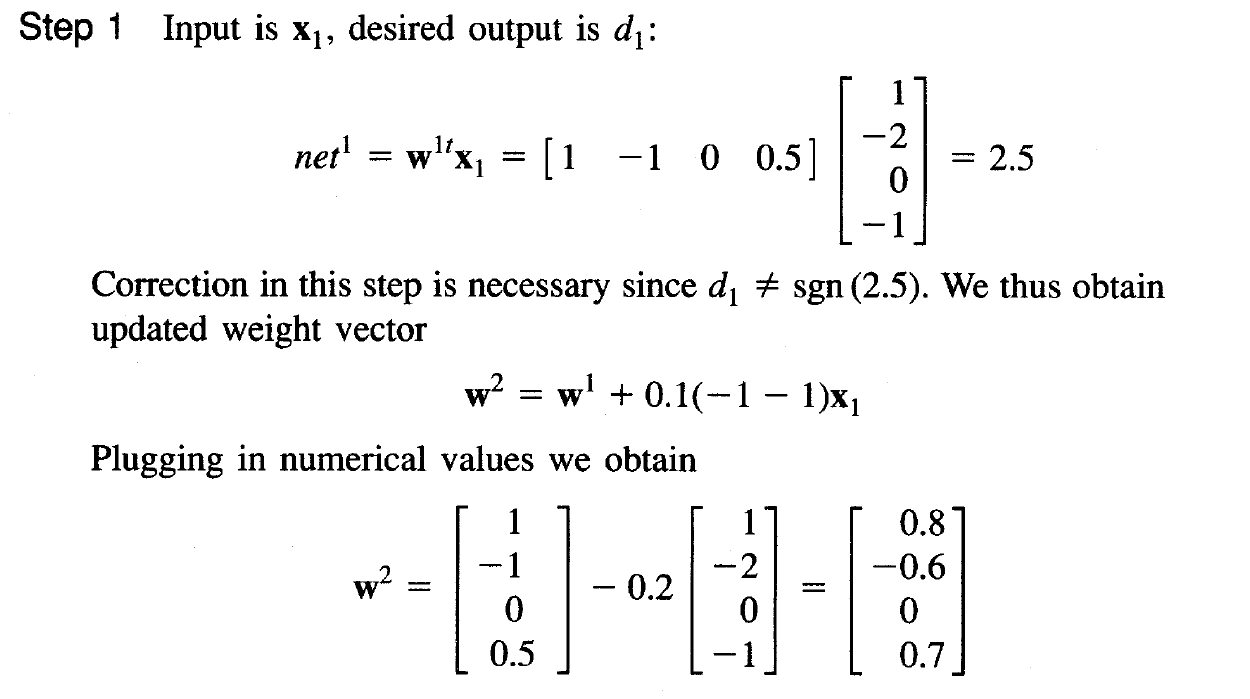 Step 1 Input is x₁, desired output is d₁:
net¹ = w¹ᵗx₁ = [1 −1 0 0.5] [1 −2 0 −1] = 2.5
Correction in this step is necessary since d₁ ≠ sgn (2.5). We thus obtain
updated weight vector
w² = w¹ + 0.1(−1 − 1)x₁
Plugging in numerical values we obtain
w² = [1 −1 0 0.5] − 0.2 [1 −2 0 −1] = [0.8 −0.6 0 0.7]